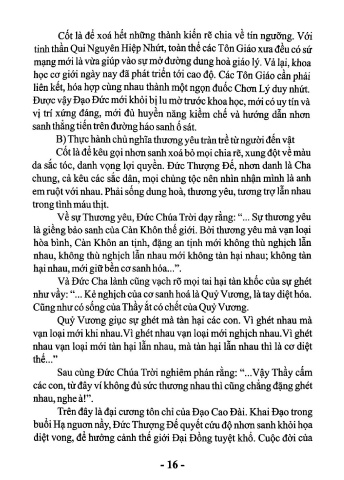 Cốt là để xoá hết những thành kiến rẽ chia về tín ngưỡng. Với
tinh thần Qui Nguyên Hiệp Nhứt, toàn thể các Tôn Giáo xưa đều có sứ
mạng mới là vừa giúp vào sự mở đường dung hoà giáo lý. Vả lại, khoa
học cơ giới ngày nay đã phát triển tới cao độ. Các Tôn Giáo cần phải
liên kết, hòa hợp cùng nhau thành một ngọn đuốc Chơn Lý duy nhứt.
Được vậy Đạo Đức mới khỏi bị lu mờ trước khoa học, mới có uy tín và
vị trí xứng đáng, mới đủ huyền năng kiềm chế và hướng dẫn nhơn
sanh thẳng tiến trên đường háo sanh ố sát.
B) Thực hành chủ nghĩa thương yêu tràn trề từ người đến vật
Cốt là để kêu gọi nhơn sanh xoá bỏ mọi chia rẽ, xung đột về màu
da sắc tóc, danh vọng lợi quyền. Đức Thượng Đế, nhơn danh là Cha
chung, cả kêu các sắc dân, mọi chủng tộc nên nhìn nhận mình là anh
em ruột với nhau. Phải sống dung hoà, thương yêu, tương trợ lẫn nhau
trong tình máu thịt.
Về sự Thương yêu, Đức Chúa Trời dạy rằng: “... Sự thương yêu
là giềng bảo sanh của Càn Khôn thế giới. Bởi thương yêu mà vạn loại
hòa bình, Càn Khôn an tịnh, đặng an tịnh mới không thù nghịch lẫn
nhau, không thù nghịch lẫn nhau mới không tàn hại nhau; không tàn
hại nhau, mới giữ bền cơ sanh hóa...”.
Và Đức Cha lành cũng vạch rõ mọi tai hại tàn khốc của sự ghét
như vầy: “... Kẻ nghịch của cơ sanh hoá là Quỷ Vương, là tay diệt hóa.
Cũng như có sống của Thầy ắt có chết của Quỷ Vương.
Quỷ Vương giục sự ghét mà tàn hại các con. Vì ghét nhau mà
vạn loại mới khi nhau.Vì ghét nhau vạn loại mới nghịch nhau.Vì ghét
nhau vạn loại mới tàn hại lẫn nhau, mà tàn hại lẫn nhau thì là cơ diệt
thế...”
Sau cùng Đức Chúa Trời nghiêm phán rằng: “...Vậy Thầy cấm
các con, từ đây ví không đủ sức thương nhau thì cũng chẳng đặng ghét
nhau, nghe à!”.
Trên đây là đại cương tôn chỉ của Đạo Cao Đài. Khai Đạo trong
buổi Hạ nguơn nầy, Đức Thượng Đế quyết cứu độ nhơn sanh khỏi họa
diệt vong, để hưởng cảnh thế giới Đại Đồng tuyệt khổ. Cuộc đời của
- 16 -